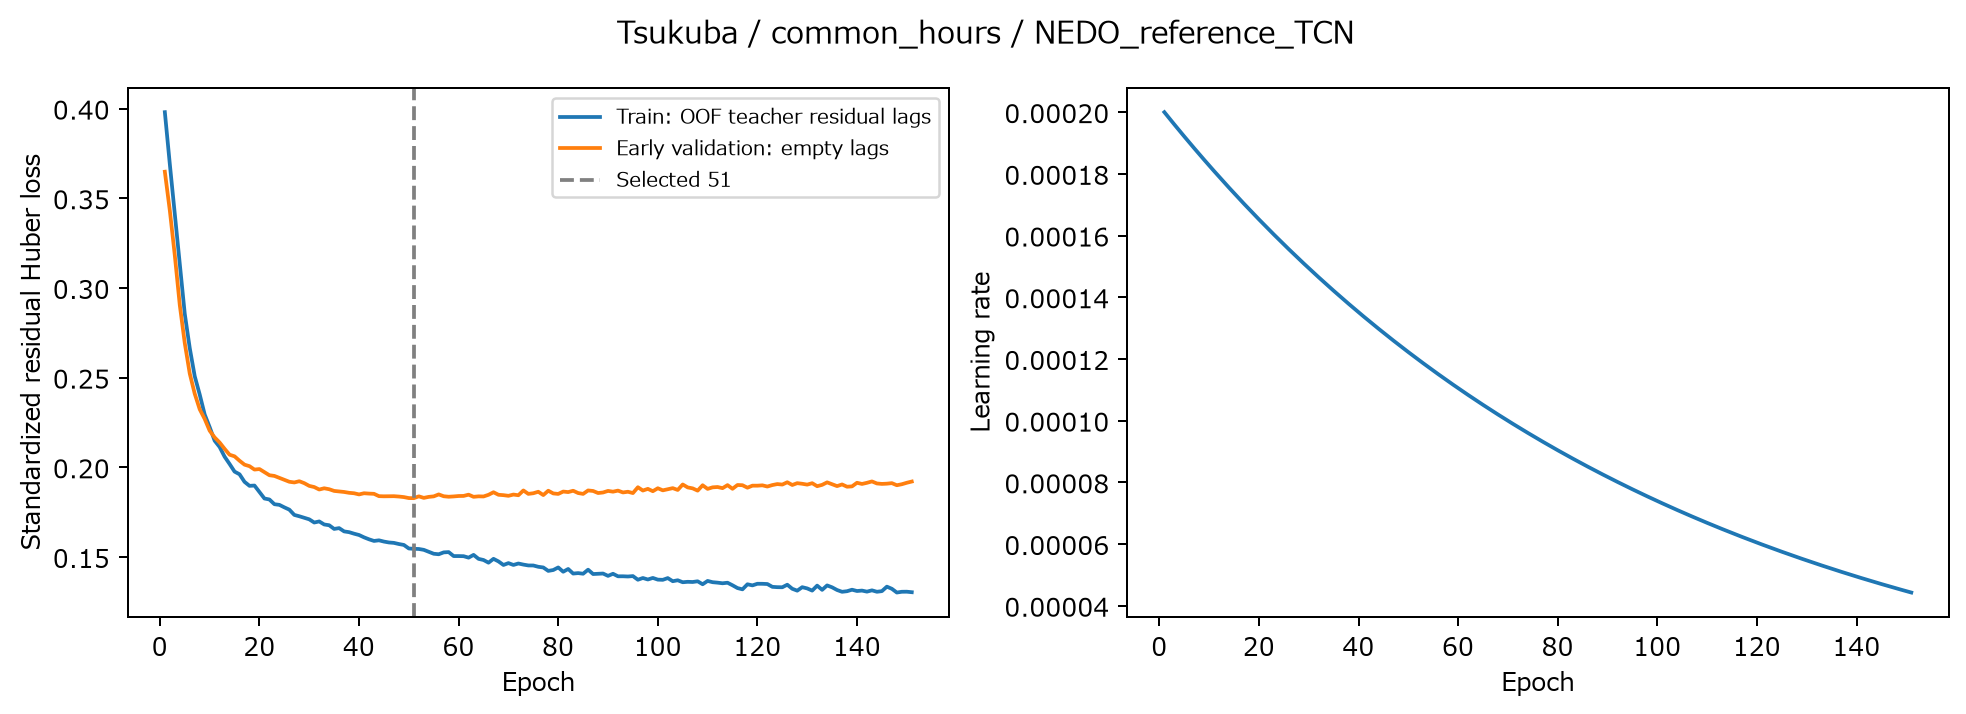 Tsukuba / common_hours / NEDO_reference_TCN
Standardized residual Huber loss
0.40
0.35
0.30
0.25
0.20
0.15
Train: OOF teacher residual lags
Early validation: empty lags
Selected 51
0 20 40 60 80 100 120 140
Epoch
Learning rate
0.00020
0.00018
0.00016
0.00014
0.00012
0.00010
0.00008
0.00006
0.00004
0 20 40 60 80 100 120 140
Epoch